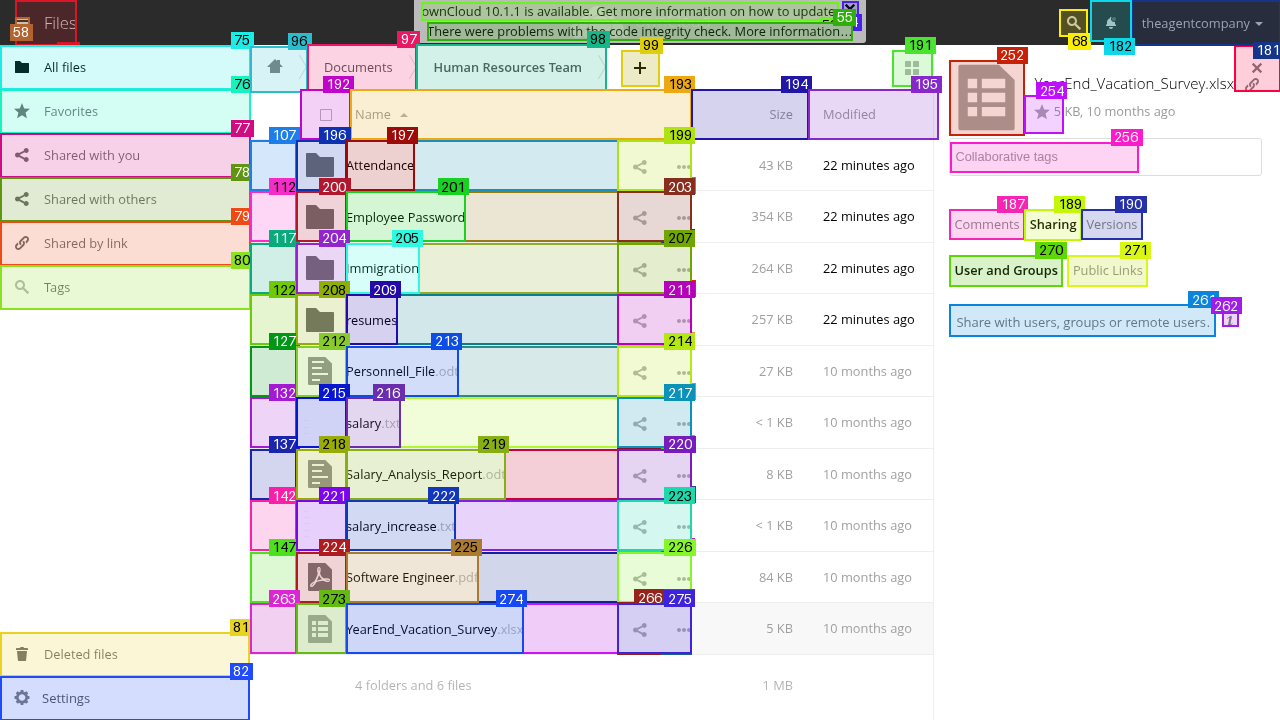 Files
ownCloud 10.1.1 is available. Get more information on how to update
There were problems with the code integrity check. More information...
theagentcompany
58
55
68
182
181
75
All files
76
Favorites
77
Shared with you
78
Shared with others
79
Shared by link
80
Tags
81
Deleted files
82
Settings
96
97
Documents
98
Human Resources Team
99
+
191
192
193
194
195
Name
Size
Modified
107
196
197
199
Attendance
43 KB
22 minutes ago
112
200
201
203
Employee Password
354 KB
22 minutes ago
117
204
205
207
Immigration
264 KB
22 minutes ago
122
208
209
211
resumes
257 KB
22 minutes ago
127
212
213
214
Personnell_File.odt
27 KB
10 months ago
132
215
216
217
salary.txt
< 1 KB
10 months ago
137
218
219
220
Salary_Analysis_Report.odt
8 KB
10 months ago
142
221
222
223
salary_increase.txt
< 1 KB
10 months ago
147
224
225
226
Software Engineer.pdf
84 KB
10 months ago
263
273
274
266
275
YearEnd_Vacation_Survey.xlsx
5 KB
10 months ago
4 folders and 6 files
1 MB
252
YearEnd_Vacation_Survey.xlsx
254
5 KB, 10 months ago
256
Collaborative tags
187
189
190
Comments
Sharing
Versions
270
271
User and Groups
Public Links
261
262
Share with users, groups or remote users.
i